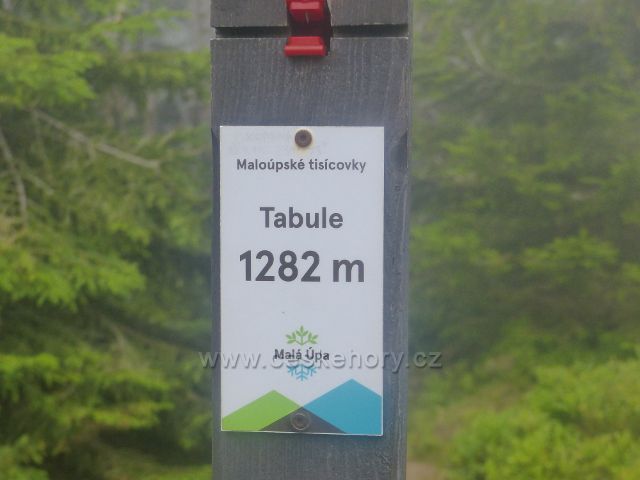 Maloúpské tisícovky
Tabule
1282 m
Malá Úpa
www.ceskehory.cz